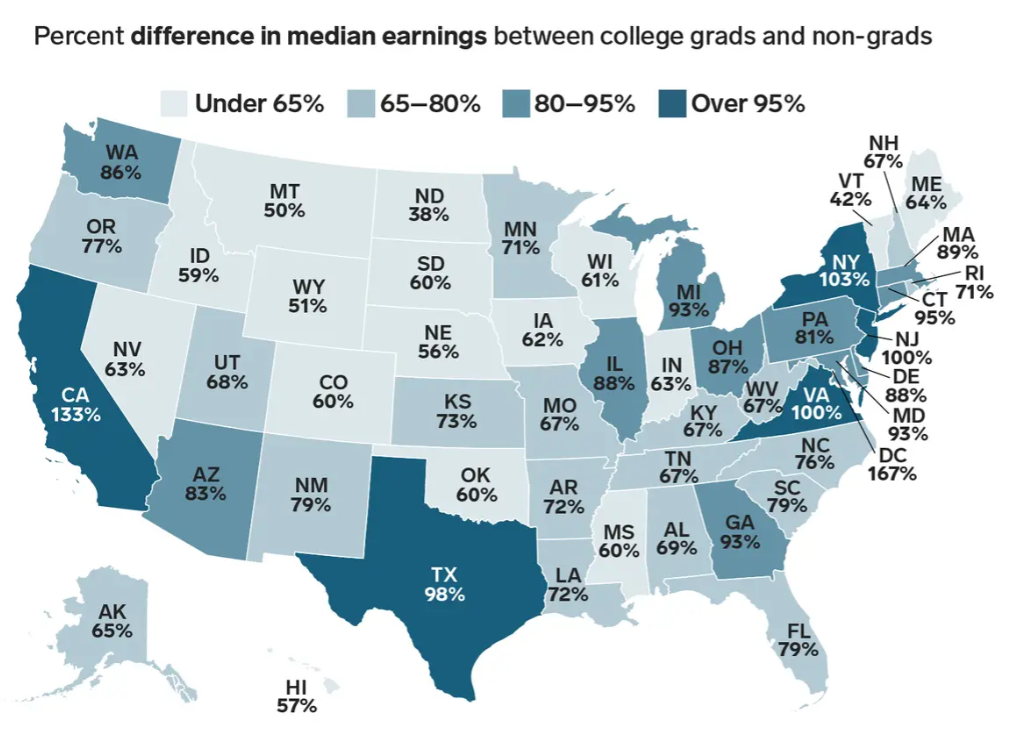 Percent difference in median earnings between college grads and non-grads
Under 65%
65–80%
80–95%
Over 95%
WA
86%
OR
77%
CA
133%
NV
63%
ID
59%
MT
50%
WY
51%
UT
68%
AZ
83%
CO
60%
NM
79%
ND
38%
SD
60%
NE
56%
KS
73%
OK
60%
TX
98%
MN
71%
IA
62%
MO
67%
AR
72%
LA
72%
WI
61%
IL
88%
MI
93%
IN
63%
OH
87%
KY
67%
TN
67%
MS
60%
AL
69%
GA
93%
FL
79%
SC
79%
NC
76%
VA
100%
WV
67%
PA
81%
NY
103%
VT
42%
NH
67%
ME
64%
MA
89%
RI
71%
CT
95%
NJ
100%
DE
88%
MD
93%
DC
167%
AK
65%
HI
57%